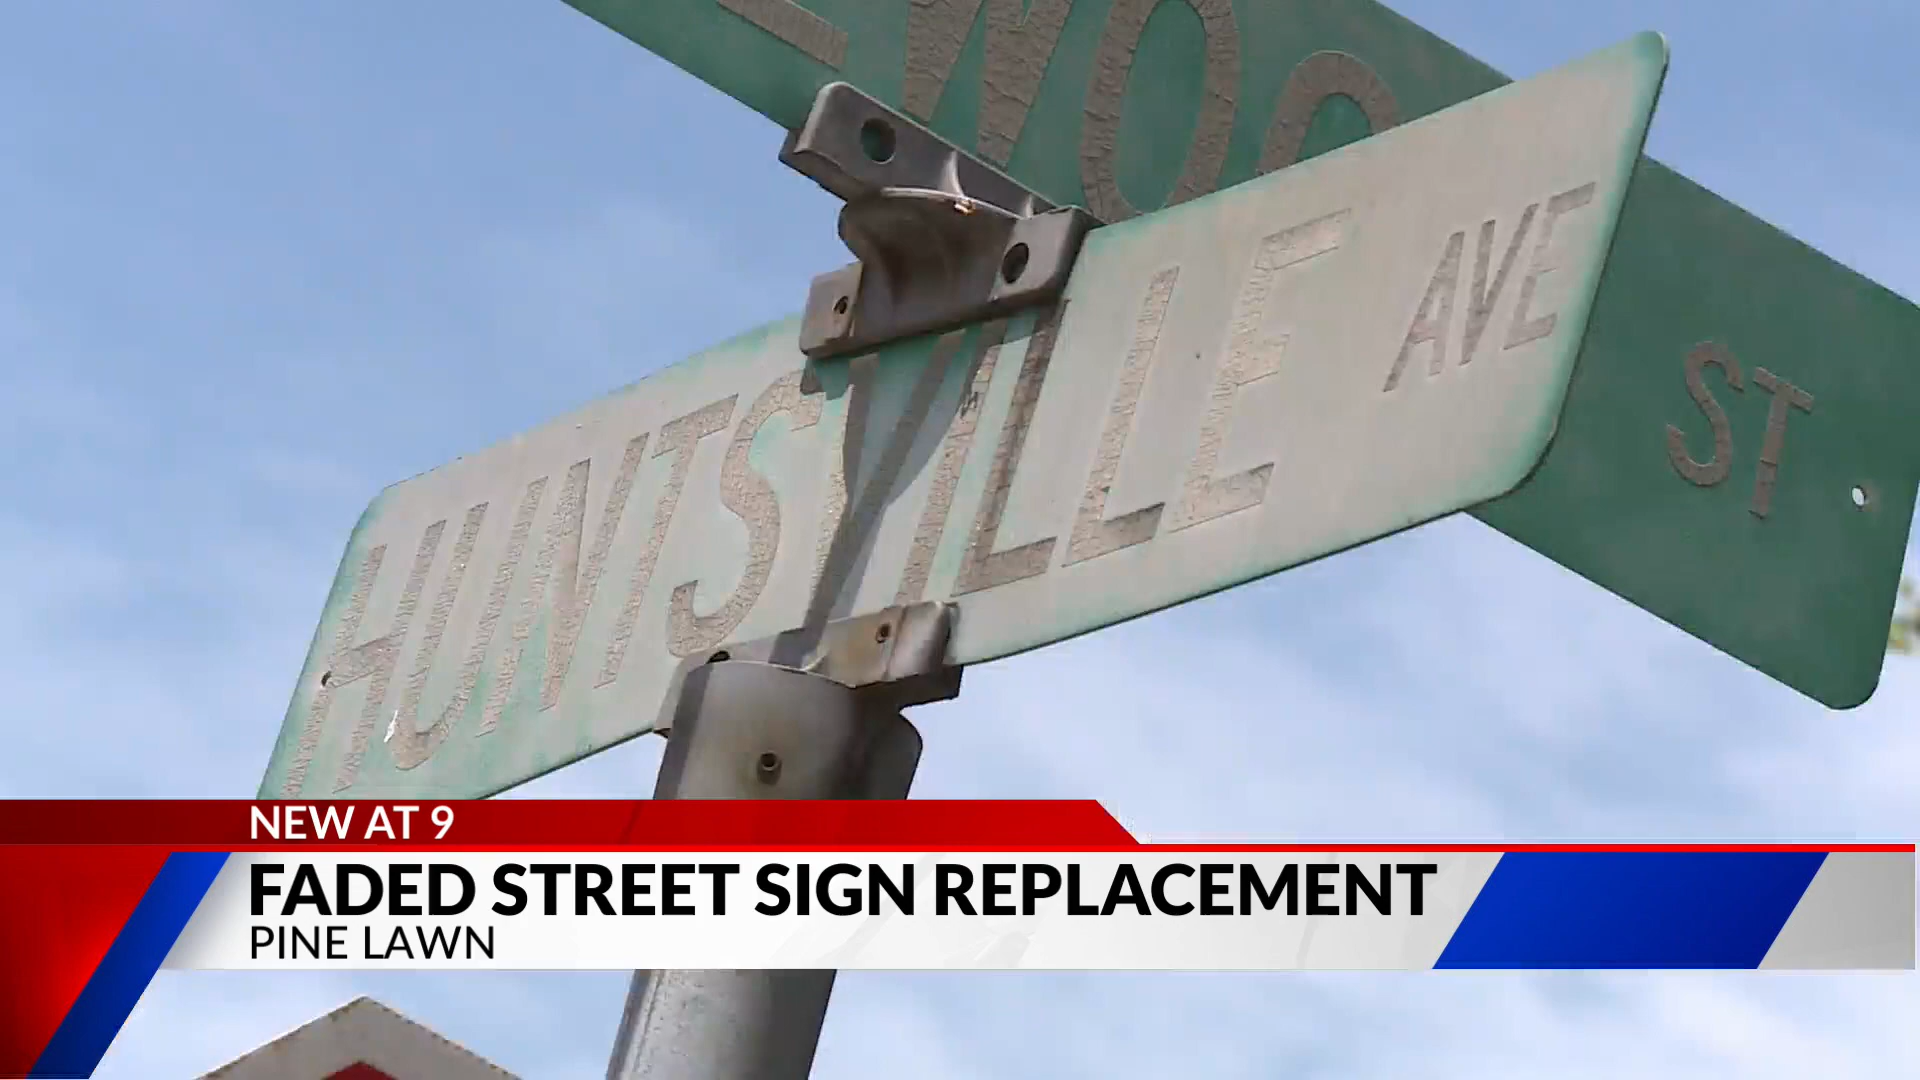 HUNTSVILLE AVE
ST
NEW AT 9
FADED STREET SIGN REPLACEMENT
PINE LAWN